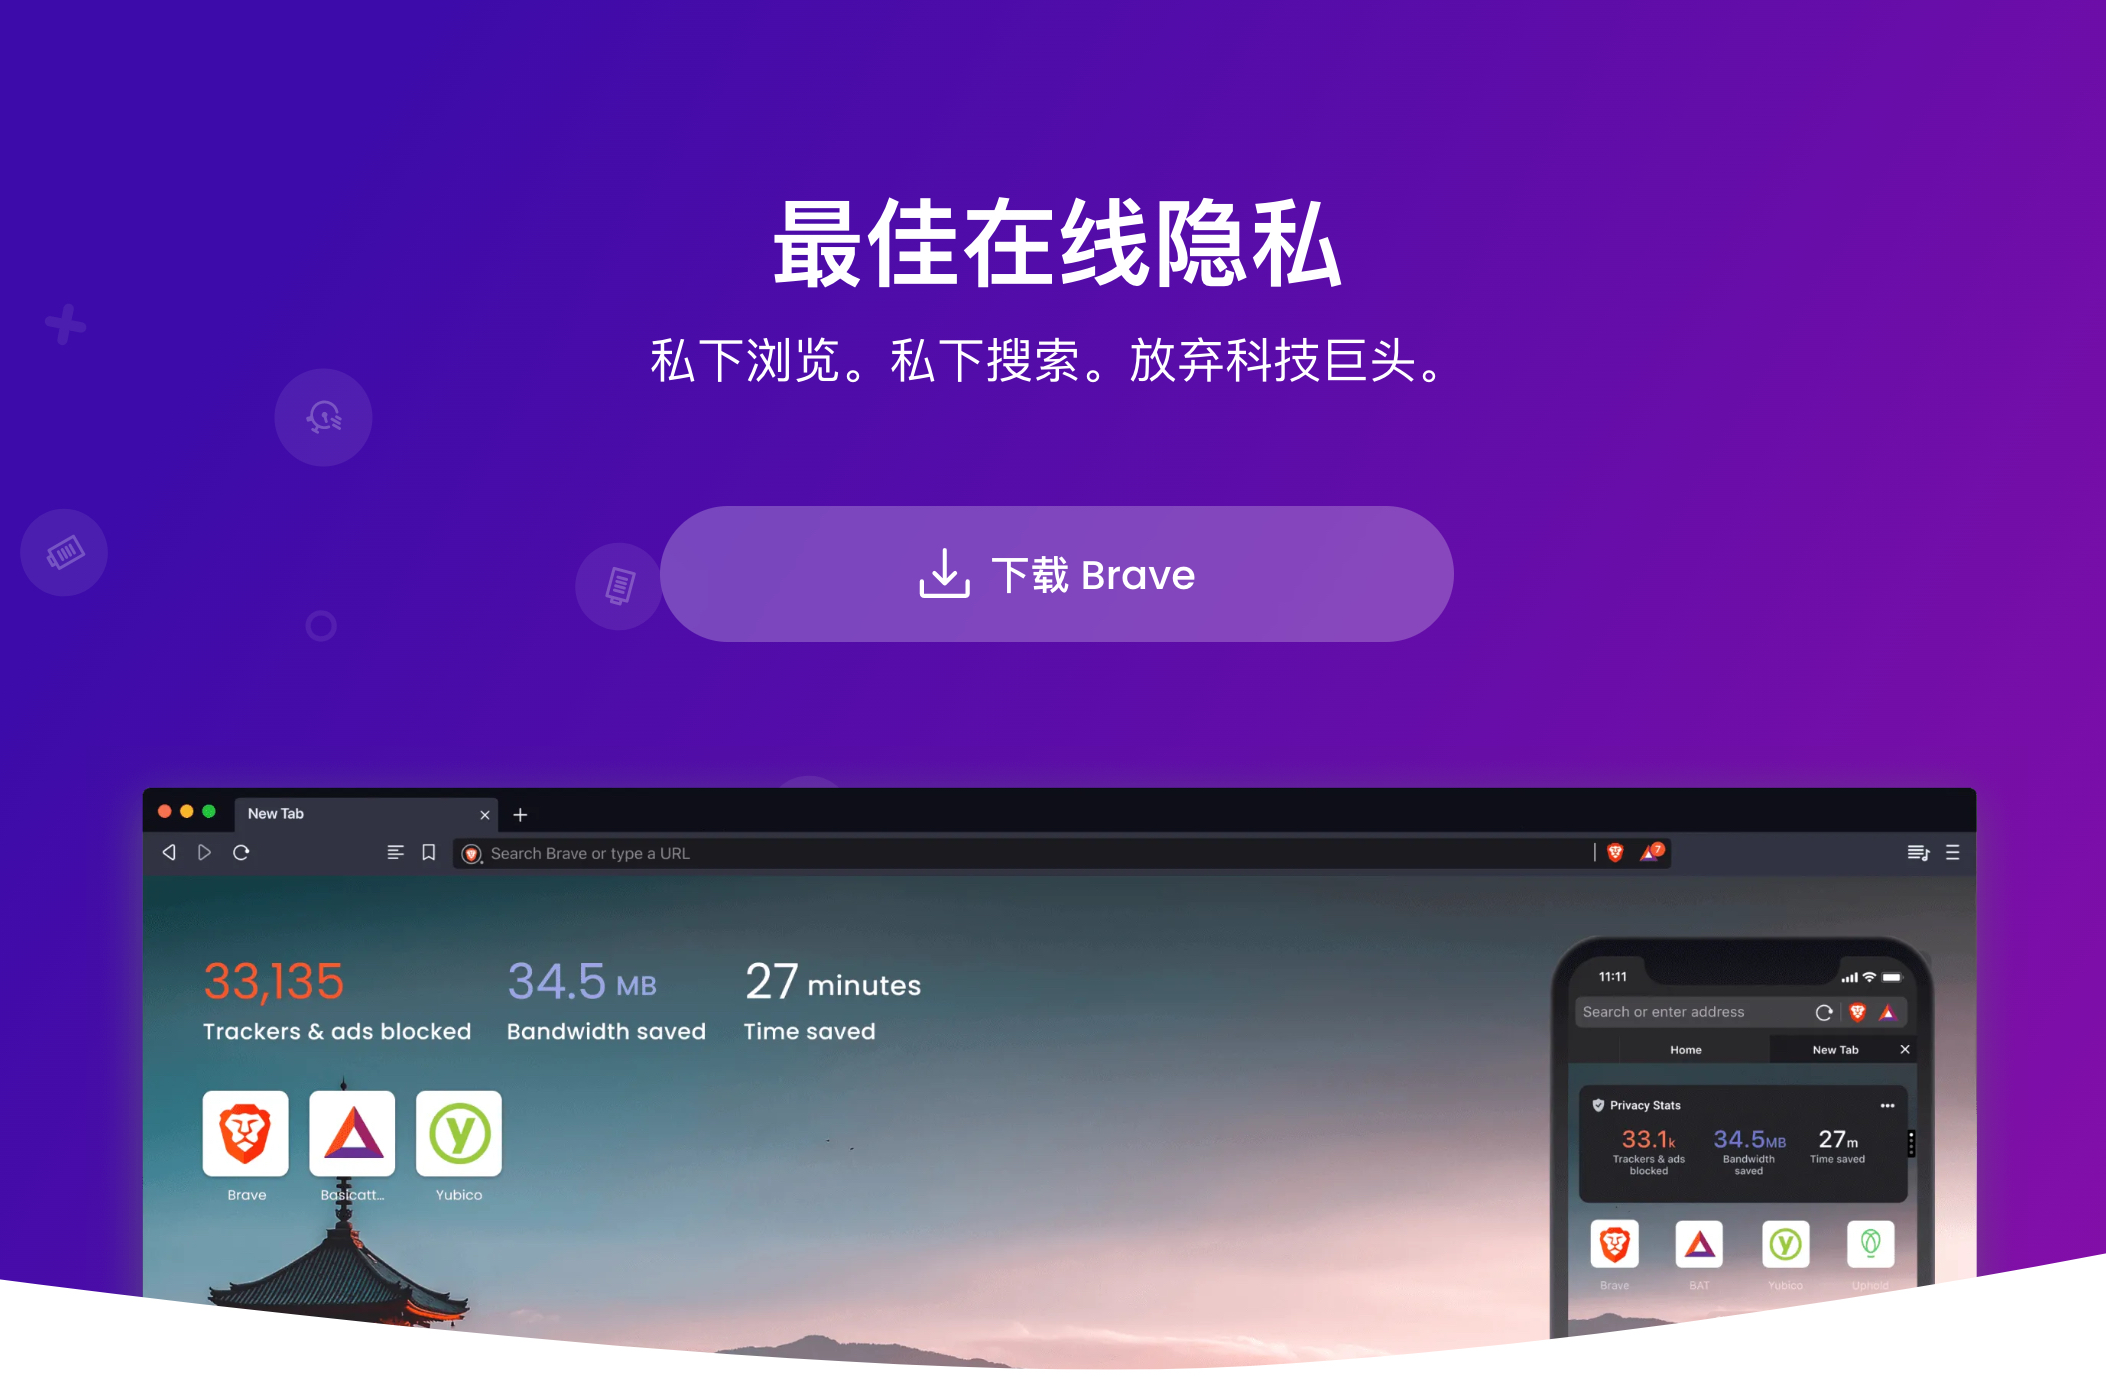 最佳在线隐私
私下浏览。私下搜索。放弃科技巨头。
下载 Brave
New Tab
Search Brave or type a URL
7
33,135
Trackers & ads blocked
34.5 MB
Bandwidth saved
27 minutes
Time saved
Brave
Basicatt...
Yubico
11:11
Search or enter address
Home
New Tab
Privacy Stats
33.1k
Trackers & ads
blocked
34.5MB
Bandwidth
saved
27m
Time saved
Brave
BAT
Yubico
Uphold